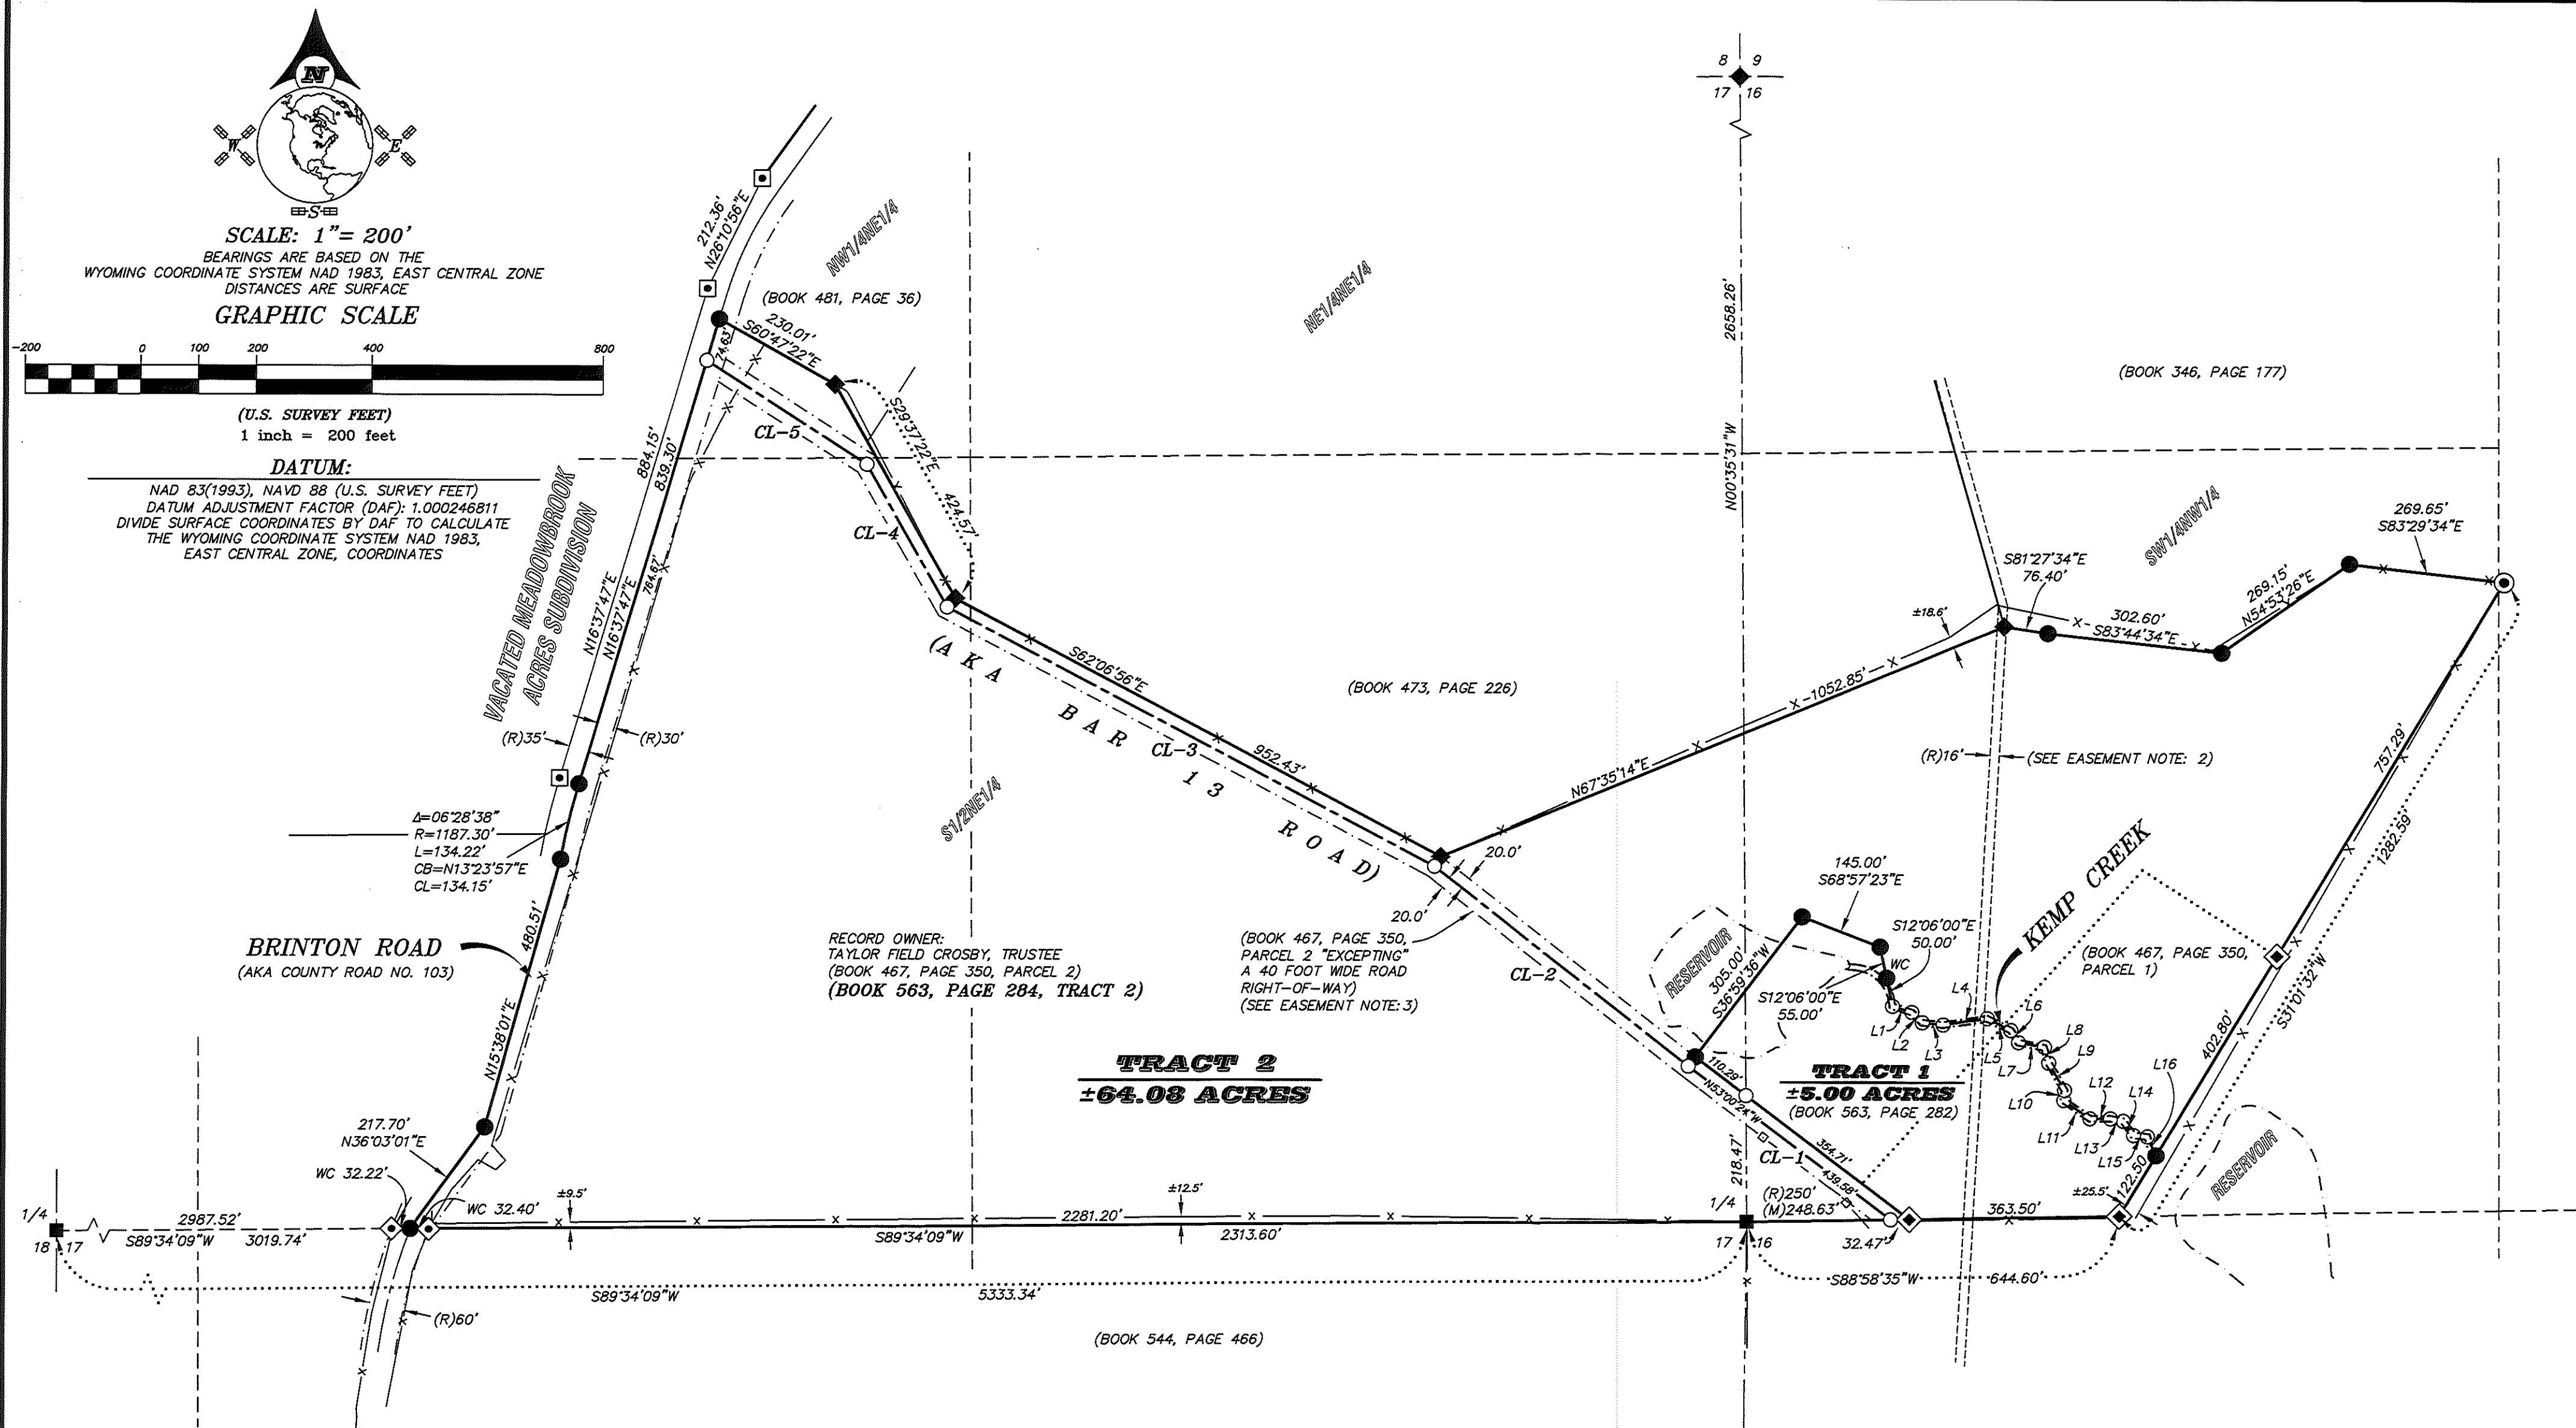 N
W
E
S
SCALE: 1"= 200'
BEARINGS ARE BASED ON THE
WYOMING COORDINATE SYSTEM NAD 1983, EAST CENTRAL ZONE
DISTANCES ARE SURFACE
GRAPHIC SCALE
-200 0 100 200 400 800
(U.S. SURVEY FEET)
1 inch = 200 feet
DATUM:
NAD 83(1993), NAVD 88 (U.S. SURVEY FEET)
DATUM ADJUSTMENT FACTOR (DAF): 1.000246811
DIVIDE SURFACE COORDINATES BY DAF TO CALCULATE
THE WYOMING COORDINATE SYSTEM NAD 1983,
EAST CENTRAL ZONE, COORDINATES
8 9
17 16
2658.26'
N00°35'31"W
212.36'
N26°10'56"E
NW1/4NE1/4
(BOOK 481, PAGE 36)
NE1/4NE1/4
230.01'
S60°47'22"E
74.63'
S29°37'22"E
424.57'
CL-5
CL-4
884.15'
839.30'
N16°37'47"E
N16°37'47"E
764.67'
VACATED MEADOWBROOK
ACRES SUBDIVISION
(R)35'
(R)30'
Δ=06°28'38"
R=1187.30'
L=134.22'
CB=N13°23'57"E
CL=134.15'
BRINTON ROAD
(AKA COUNTY ROAD NO. 103)
480.51'
N15°38'01"E
217.70'
N36°03'01"E
WC 32.22'
WC 32.40'
1/4
18 17
2987.52'
S89°34'09"W 3019.74'
±9.5'
±12.5'
2281.20'
S89°34'09"W
2313.60'
S89°34'09"W
5333.34'
(R)60'
(BOOK 544, PAGE 466)
S62°06'56"E
952.43'
(AKA BAR 13 ROAD)
CL-3
S1/2NE1/4
(BOOK 473, PAGE 226)
N67°35'14"E
1052.85'
±18.6'
(BOOK 346, PAGE 177)
SW1/4NW1/4
S81°27'34"E
76.40'
302.60'
S83°44'34"E
269.15'
N54°53'26"E
269.65'
S83°29'34"E
(R)16'
(SEE EASEMENT NOTE: 2)
757.29'
1282.59'
S31°01'32"W
402.80'
122.50
±25.5'
KEMP CREEK
(BOOK 467, PAGE 350,
PARCEL 1)
20.0'
20.0'
RECORD OWNER:
TAYLOR FIELD CROSBY, TRUSTEE
(BOOK 467, PAGE 350, PARCEL 2)
(BOOK 563, PAGE 284, TRACT 2)
(BOOK 467, PAGE 350,
PARCEL 2 "EXCEPTING"
A 40 FOOT WIDE ROAD
RIGHT-OF-WAY)
(SEE EASEMENT NOTE: 3)
CL-2
RESERVOIR
305.00'
S36°59'36"W
145.00'
S68°57'23"E
S12°06'00"E
50.00'
WC
S12°06'00"E
55.00'
L1
L2
L3
L4
L5
L6
L7
L8
L9
L10
L11
L12
L13
L14
L15
L16
TRACT 2
±64.08 ACRES
TRACT 1
±5.00 ACRES
(BOOK 563, PAGE 282)
110.29'
N53°00'24"W
354.71'
439.58'
CL-1
218.47'
1/4
17 16
(R)250'
(M)248.63'
32.47'
363.50'
S88°58'35"W
644.60'
RESERVOIR